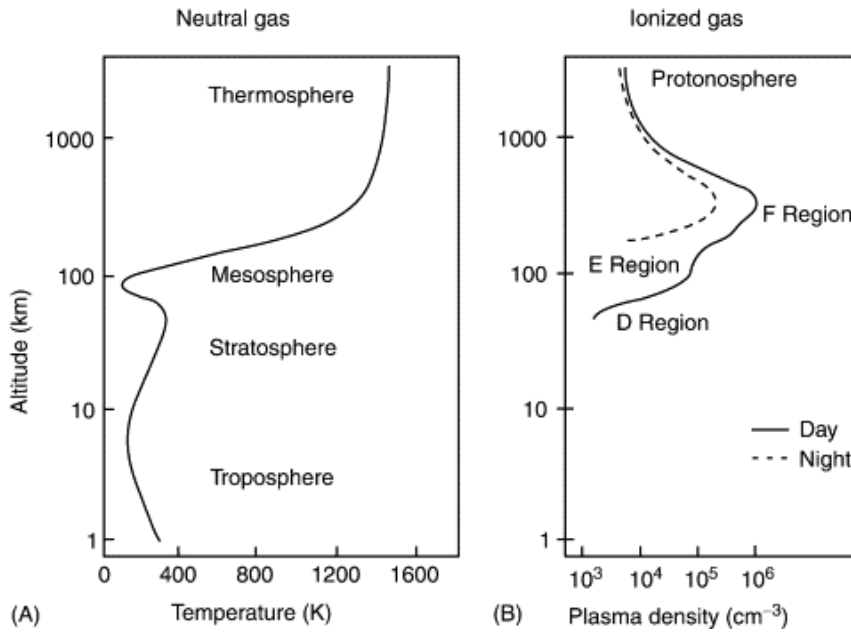 Neutral gas
Ionized gas
Altitude (km)
1000
100
10
1
Thermosphere
Mesosphere
Stratosphere
Troposphere
400
800
1200
1600
(A)
Temperature (K)
Protonosphere
1000
F Region
E Region
100
D Region
10
Day
Night
1
10³
10⁴
10⁵
10⁶
(B)
Plasma density (cm⁻³)